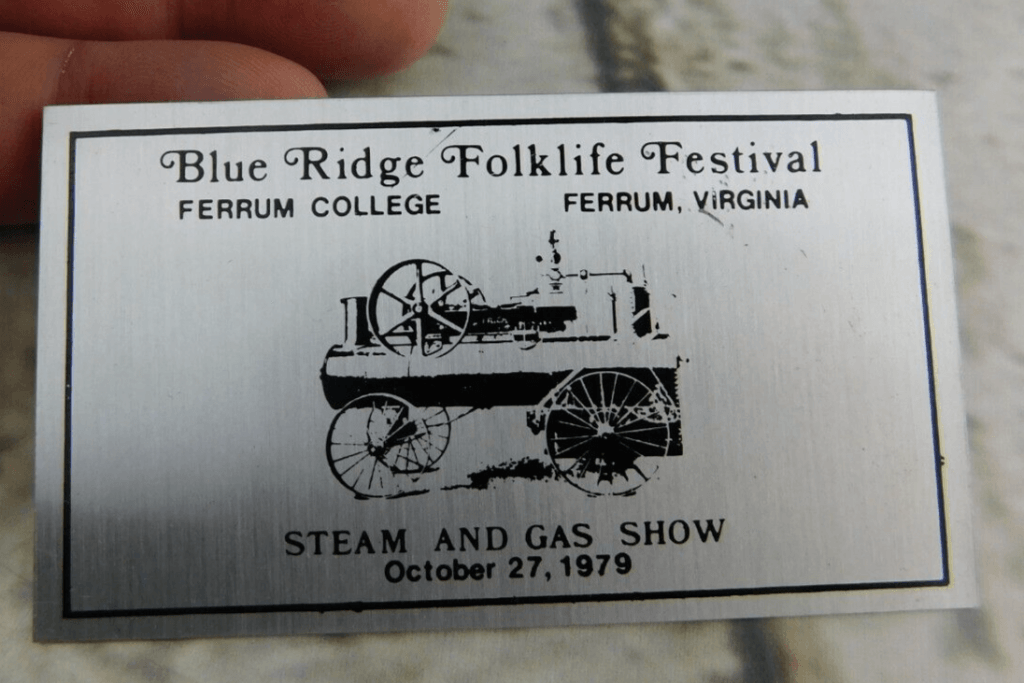 Blue Ridge Folklife Festival
FERRUM COLLEGE FERRUM, VIRGINIA
STEAM AND GAS SHOW
October 27, 1979